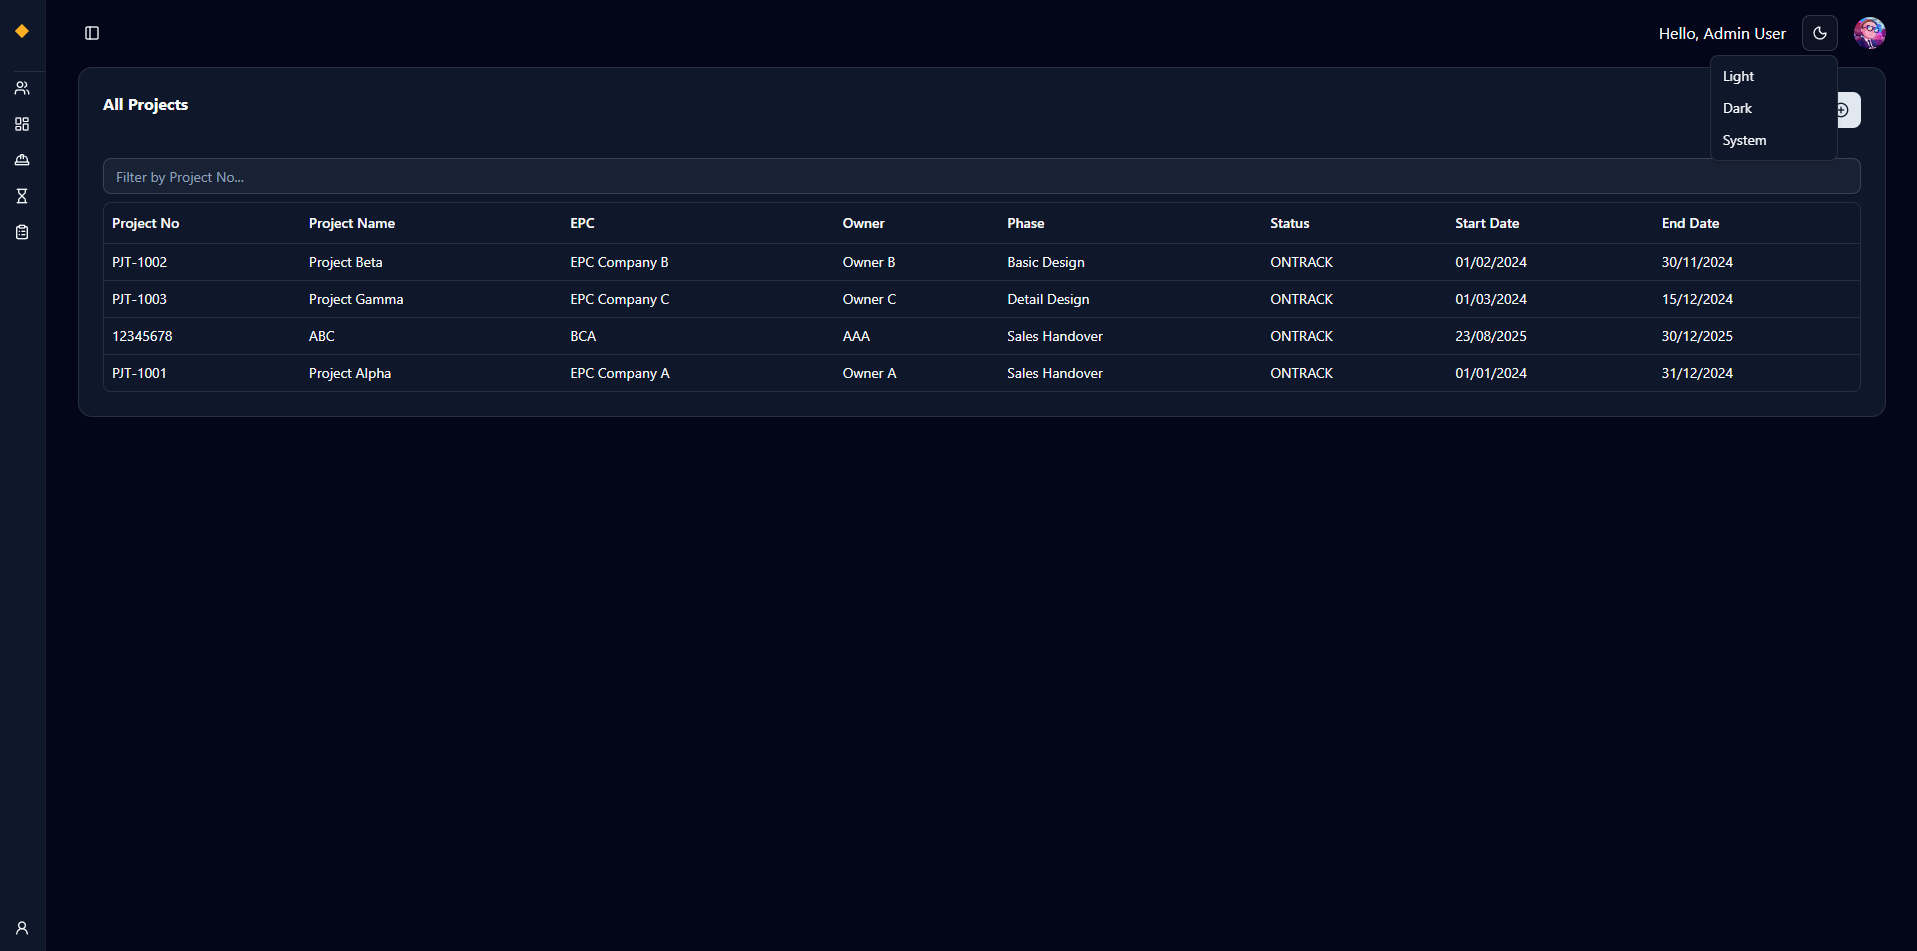 Hello, Admin User
Light
Dark
System
All Projects
Filter by Project No...
Project No Project Name EPC Owner Phase Status Start Date End Date
PJT-1002 Project Beta EPC Company B Owner B Basic Design ONTRACK 01/02/2024 30/11/2024
PJT-1003 Project Gamma EPC Company C Owner C Detail Design ONTRACK 01/03/2024 15/12/2024
12345678 ABC BCA AAA Sales Handover ONTRACK 23/08/2025 30/12/2025
PJT-1001 Project Alpha EPC Company A Owner A Sales Handover ONTRACK 01/01/2024 31/12/2024